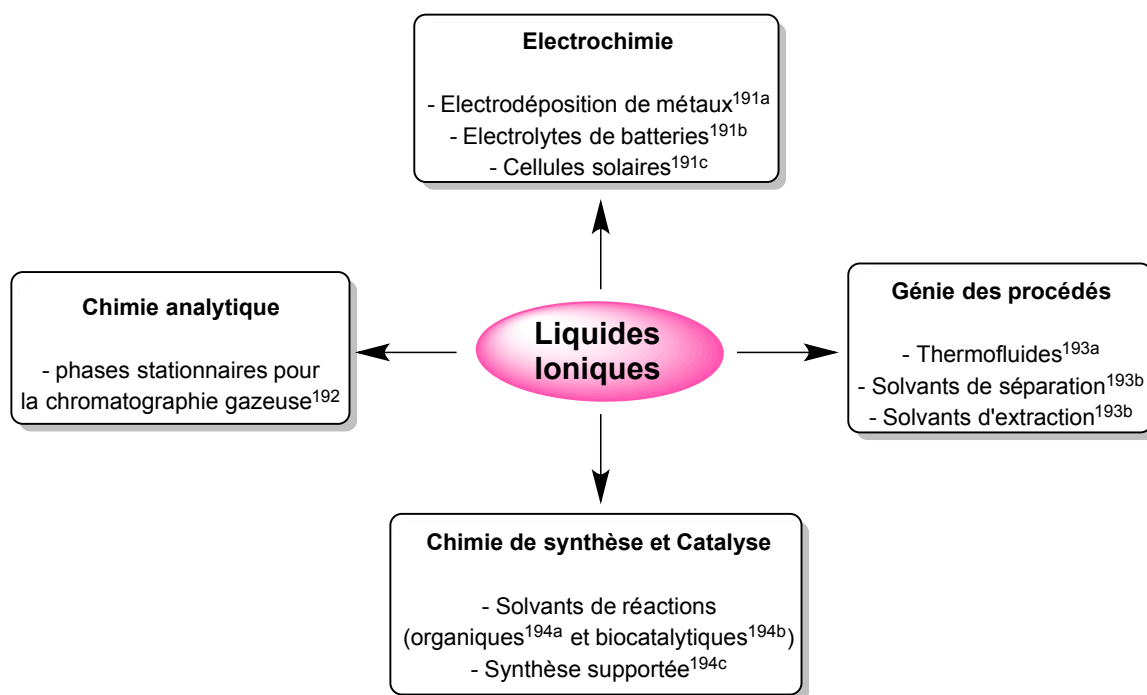 Electrochimie
- Electrodéposition de métaux191a
- Electrolytes de batteries191b
- Cellules solaires191c
Chimie analytique
- phases stationnaires pour
la chromatographie gazeuse192
Liquides
Ioniques
Génie des procédés
- Thermofluides193a
- Solvants de séparation193b
- Solvants d'extraction193b
Chimie de synthèse et Catalyse
- Solvants de réactions
(organiques194a et biocatalytiques194b)
- Synthèse supportée194c